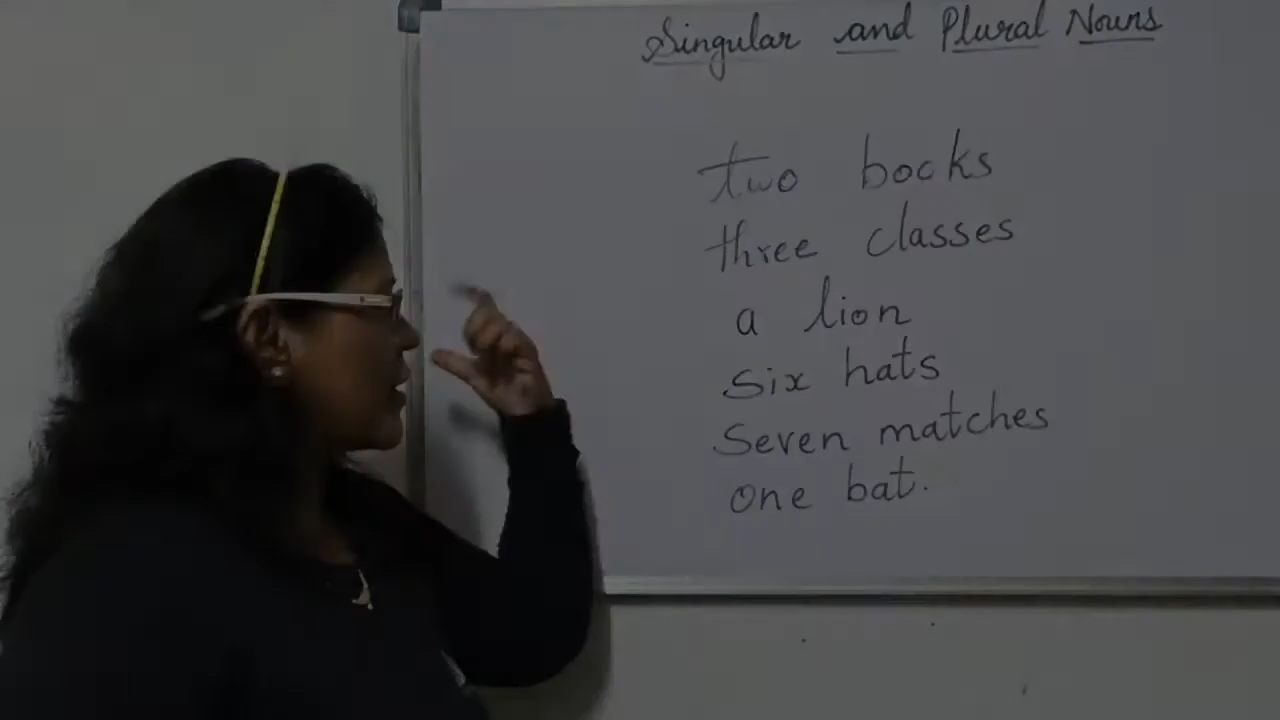 Singular and Plural Nouns
two books
three classes
a lion
six hats
seven matches
one bat.